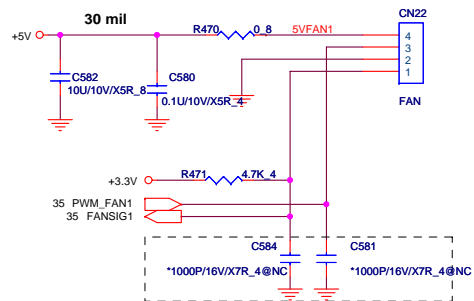 30 mil
CN22
R470
0_8
5VFAN1
+5V
4
3
2
1
C582
C580
10U/10V/X5R_8
0.1U/10V/X5R_4
FAN
R471
4.7K_4
+3.3V
35 PWM_FAN1
35 FANSIG1
C584
C581
*1000P/16V/X7R_4@NC
*1000P/16V/X7R_4@NC